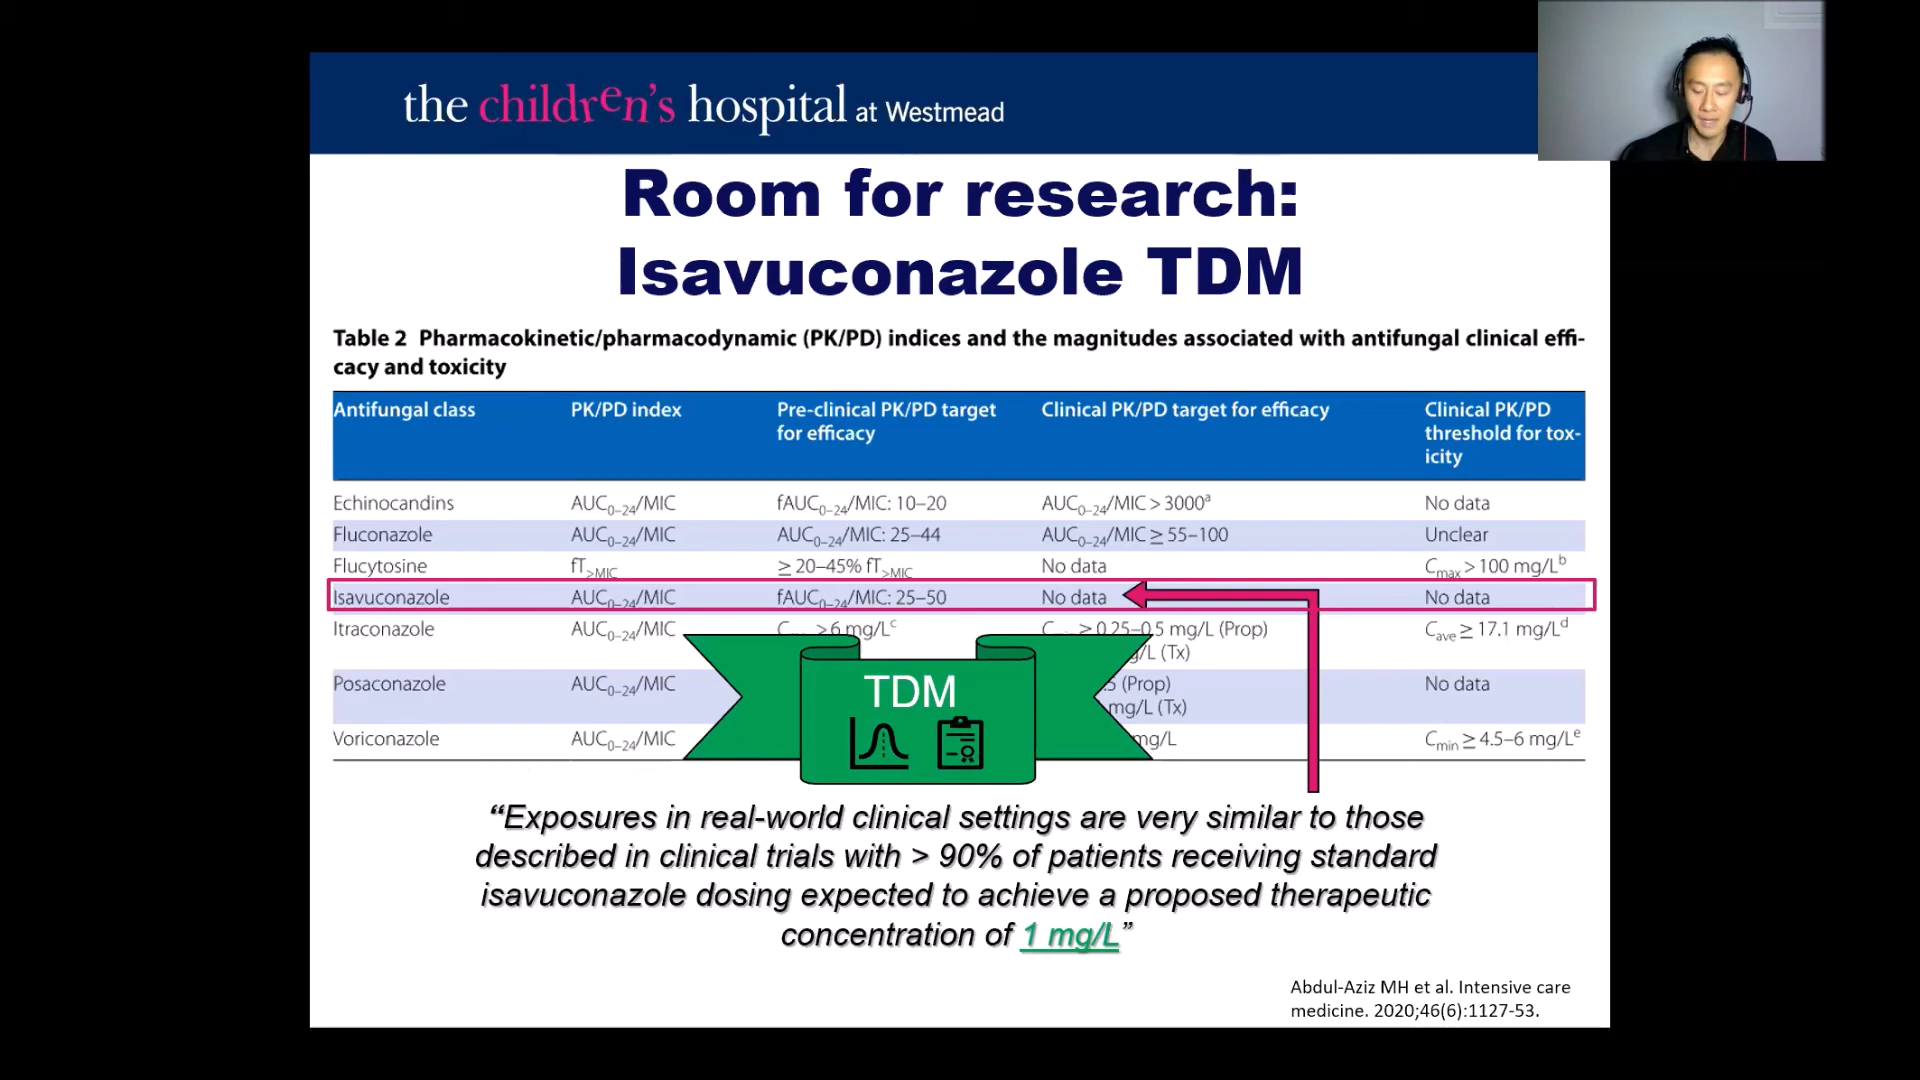 the children's hospital at Westmead
Room for research:
Isavuconazole TDM
Table 2 Pharmacokinetic/pharmacodynamic (PK/PD) indices and the magnitudes associated with antifungal clinical effi-
cacy and toxicity
Antifungal class PK/PD index Pre-clinical PK/PD target for efficacy Clinical PK/PD target for efficacy Clinical PK/PD threshold for tox-icity
Echinocandins AUC0–24/MIC fAUC0–24/MIC: 10–20 AUC0–24/MIC > 3000a No data
Fluconazole AUC0–24/MIC AUC0–24/MIC: 25–44 AUC0–24/MIC ≥ 55–100 Unclear
Flucytosine fT>MIC ≥ 20–45% fT>MIC No data Cmax > 100 mg/Lb
Isavuconazole AUC0–24/MIC fAUC0–24/MIC: 25–50 No data No data
Itraconazole AUC0–24/MIC > 6 mg/Lc ≥ 0.25–0.5 mg/L (Prop) Cave ≥ 17.1 mg/Ld
(Tx)
Posaconazole AUC0–24/MIC (Prop) No data
mg/L (Tx)
Voriconazole AUC0–24/MIC mg/L Cmin ≥ 4.5–6 mg/Le
TDM
“Exposures in real-world clinical settings are very similar to those
described in clinical trials with > 90% of patients receiving standard
isavuconazole dosing expected to achieve a proposed therapeutic
concentration of 1 mg/L”
Abdul-Aziz MH et al. Intensive care
medicine. 2020;46(6):1127-53.